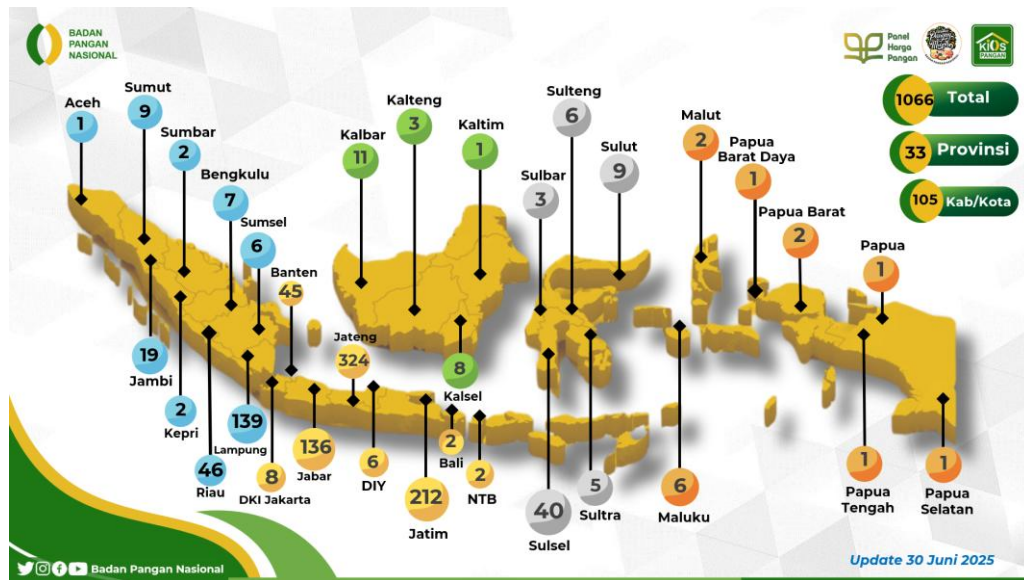 BADAN
PANGAN
NASIONAL
Panel
Harga
Pangan
KiOs
PANGAN
1066 Total
33 Provinsi
105 Kab/Kota
Aceh
1
Sumut
9
Sumbar
2
Bengkulu
7
Sumsel
6
Banten
45
Jateng
324
Kalbar
11
Kalteng
3
Kaltim
1
Sulteng
6
Sulbar
3
Sulut
9
Malut
2
Papua
Barat Daya
1
Papua Barat
2
Papua
1
19
Jambi
2
Kepri
46
Riau
139
Lampung
8
DKI Jakarta
136
Jabar
6
DIY
212
Jatim
2
Bali
2
NTB
8
Kalsel
40
Sulsel
5
Sultra
6
Maluku
1
Papua
Tengah
1
Papua
Selatan
Badan Pangan Nasional
Update 30 Juni 2025